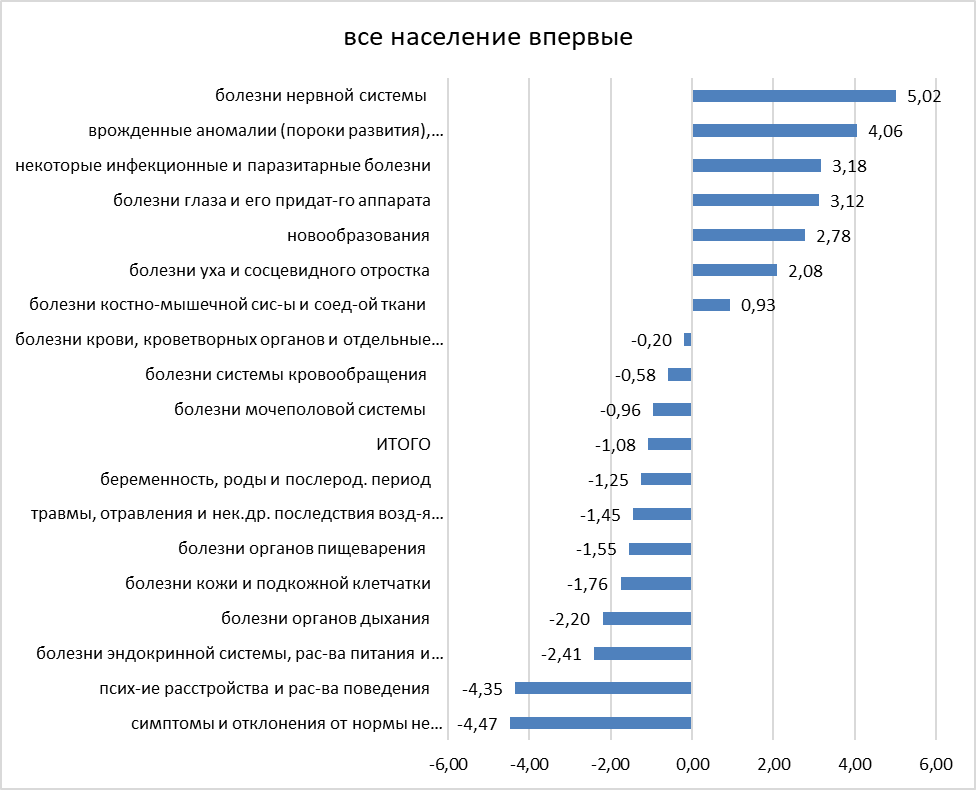 все население впервые
болезни нервной системы 5,02
врожденные аномалии (пороки развития),... 4,06
некоторые инфекционные и паразитарные болезни 3,18
болезни глаза и его придат-го аппарата 3,12
новообразования 2,78
болезни уха и сосцевидного отростка 2,08
болезни костно-мышечной сис-ы и соед-ой ткани 0,93
болезни крови, кроветворных органов и отдельные... -0,20
болезни системы кровообращения -0,58
болезни мочеполовой системы -0,96
ИТОГО -1,08
беременность, роды и послерод. период -1,25
травмы, отравления и нек.др. последствия возд-я... -1,45
болезни органов пищеварения -1,55
болезни кожи и подкожной клетчатки -1,76
болезни органов дыхания -2,20
болезни эндокринной системы, рас-ва питания и... -2,41
псих-ие расстройства и рас-ва поведения -4,35
симптомы и отклонения от нормы не... -4,47
-6,00 -4,00 -2,00 0,00 2,00 4,00 6,00